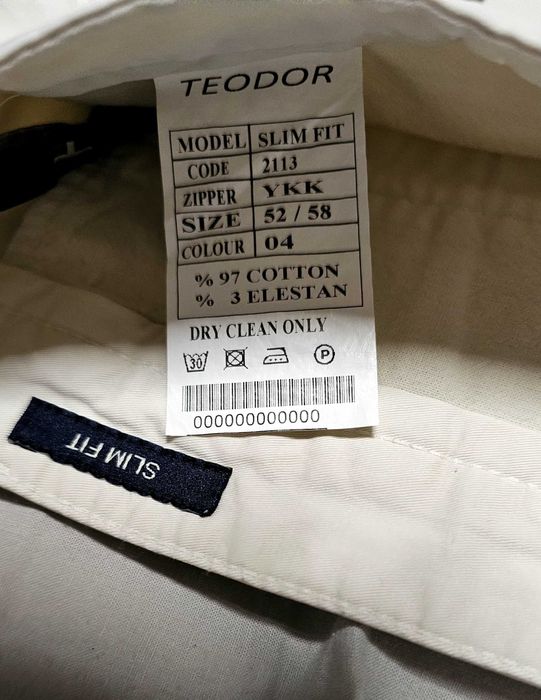 TEODOR
MODEL SLIM FIT
CODE 2113
ZIPPER YKK
SIZE 52 / 58
COLOUR 04
% 97 COTTON
% 3 ELESTAN
DRY CLEAN ONLY
30 P
000000000000
SLIM FIT